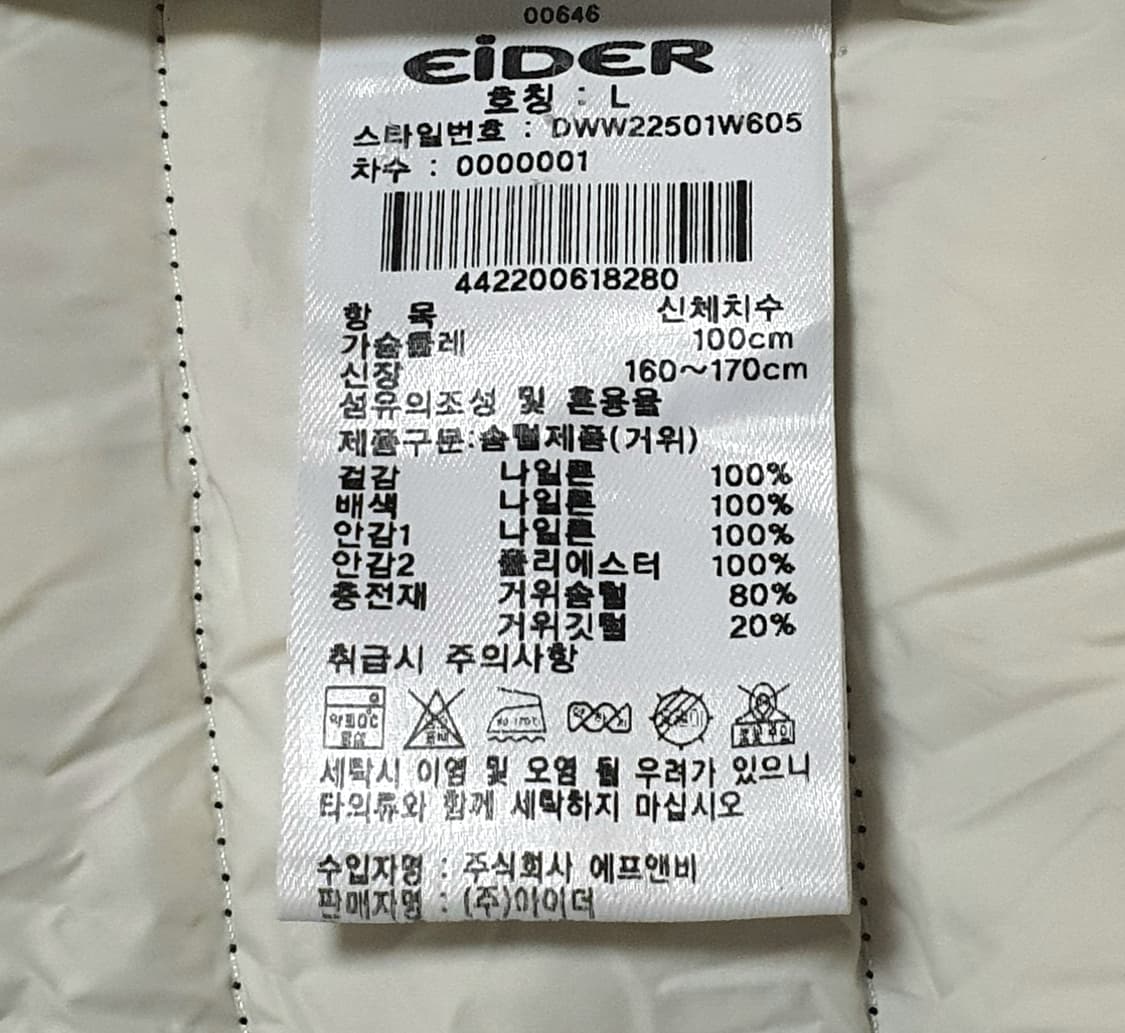 00646
EIDER
호칭 : L
스타일번호 : DWW22501W605
차수 : 0000001
442200618280
항 목 신체치수
가슴둘레 100cm
신장 160~170cm
섬유의조성 및 혼용율
제품구분:솜털제품(거위)
겉감 나일론 100%
배색 나일론 100%
안감1 나일론 100%
안감2 폴리에스터 100%
충전재 거위솜털 80%
거위깃털 20%
취급시 주의사항
세탁시 이염 및 오염 될 우려가 있으니
타의류와 함께 세탁하지 마십시오
수입자명 : 주식회사 에프앤비
판매자명 : (주)아이더